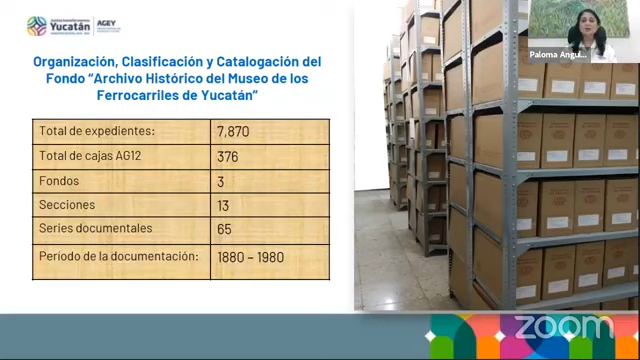 Yucatán
AGEY
Paloma Angul...
Organización, Clasificación y Catalogación del
Fondo “Archivo Histórico del Museo de los
Ferrocarriles de Yucatán”
Total de expedientes: 7,870
Total de cajas AG12 376
Fondos 3
Secciones 13
Series documentales 65
Período de la documentación: 1880 – 1980
zoom